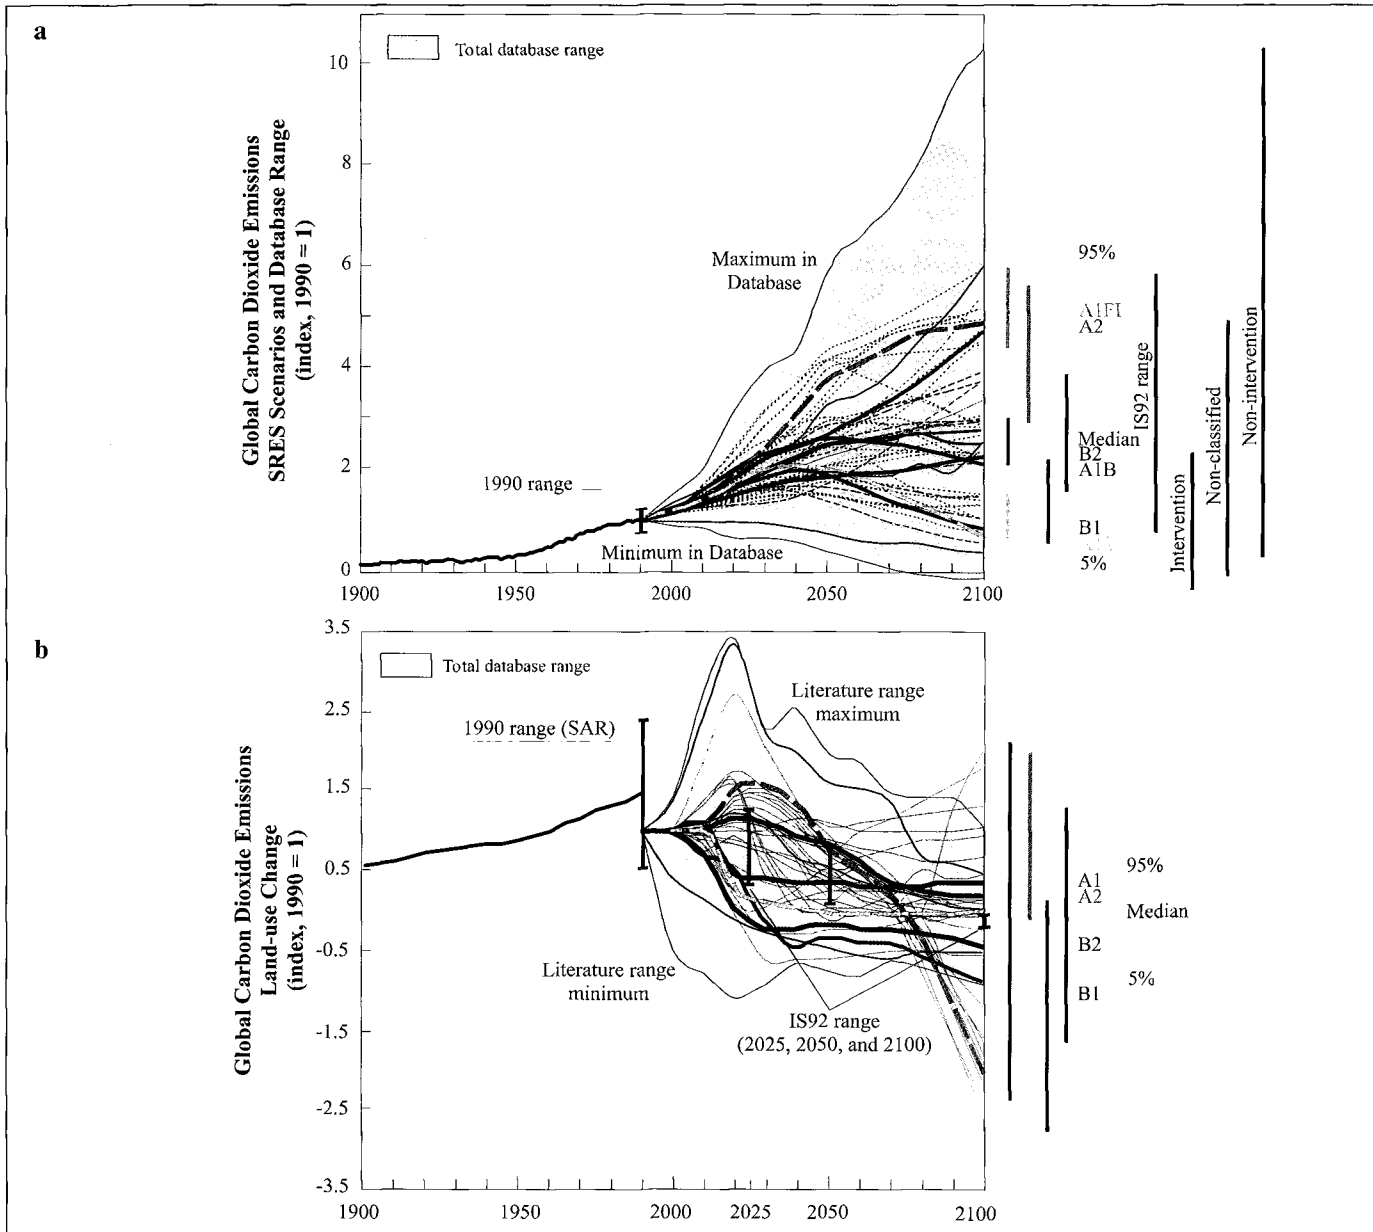 a
Total database range
Global Carbon Dioxide Emissions
SRES Scenarios and Database Range
(index, 1990 = 1)
10
8
6
4
2
0
Maximum in
Database
1990 range
Minimum in Database
1900
1950
2000
2050
2100
95%
A1FI
A2
Median
B2
A1B
B1
5%
IS92 range
Intervention
Non-classified
Non-intervention
b
Total database range
Global Carbon Dioxide Emissions
Land-use Change
(index, 1990 = 1)
3.5
2.5
1.5
0.5
-0.5
-1.5
-2.5
-3.5
1990 range (SAR)
Literature range
maximum
Literature range
minimum
IS92 range
(2025, 2050, and 2100)
1900
1950
2000
2025
2050
2100
A1
A2
B2
B1
95%
Median
5%